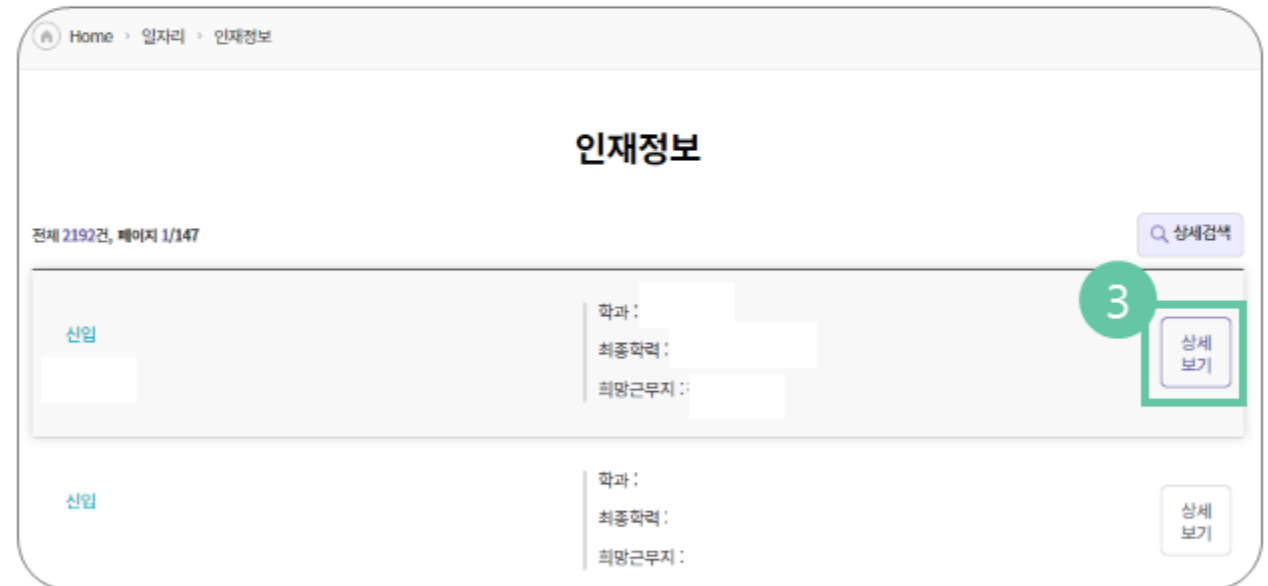 Home > 일자리 > 인재정보
인재정보
전체 2192건, 페이지 1/147
상세검색
3
신입
학과 :
최종학력 :
희망근무지 :
상세
보기
신입
학과 :
최종학력 :
희망근무지 :
상세
보기